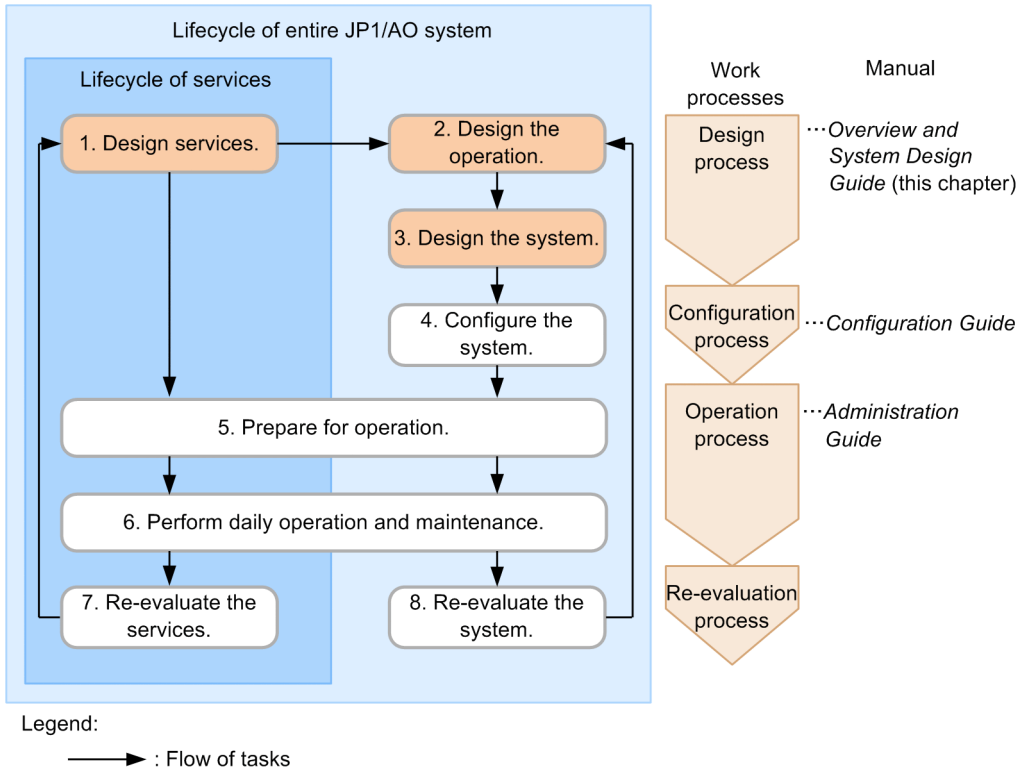 Lifecycle of entire JP1/AO system
Lifecycle of services
1. Design services.
2. Design the
operation.
3. Design the system.
4. Configure the
system.
5. Prepare for operation.
6. Perform daily operation and maintenance.
7. Re-evaluate the
services.
8. Re-evaluate the
system.
Work
processes
Manual
Design
process
···Overview and
System Design
Guide (this chapter)
Configuration
process
···Configuration Guide
Operation
process
···Administration
Guide
Re-evaluation
process
Legend:
: Flow of tasks